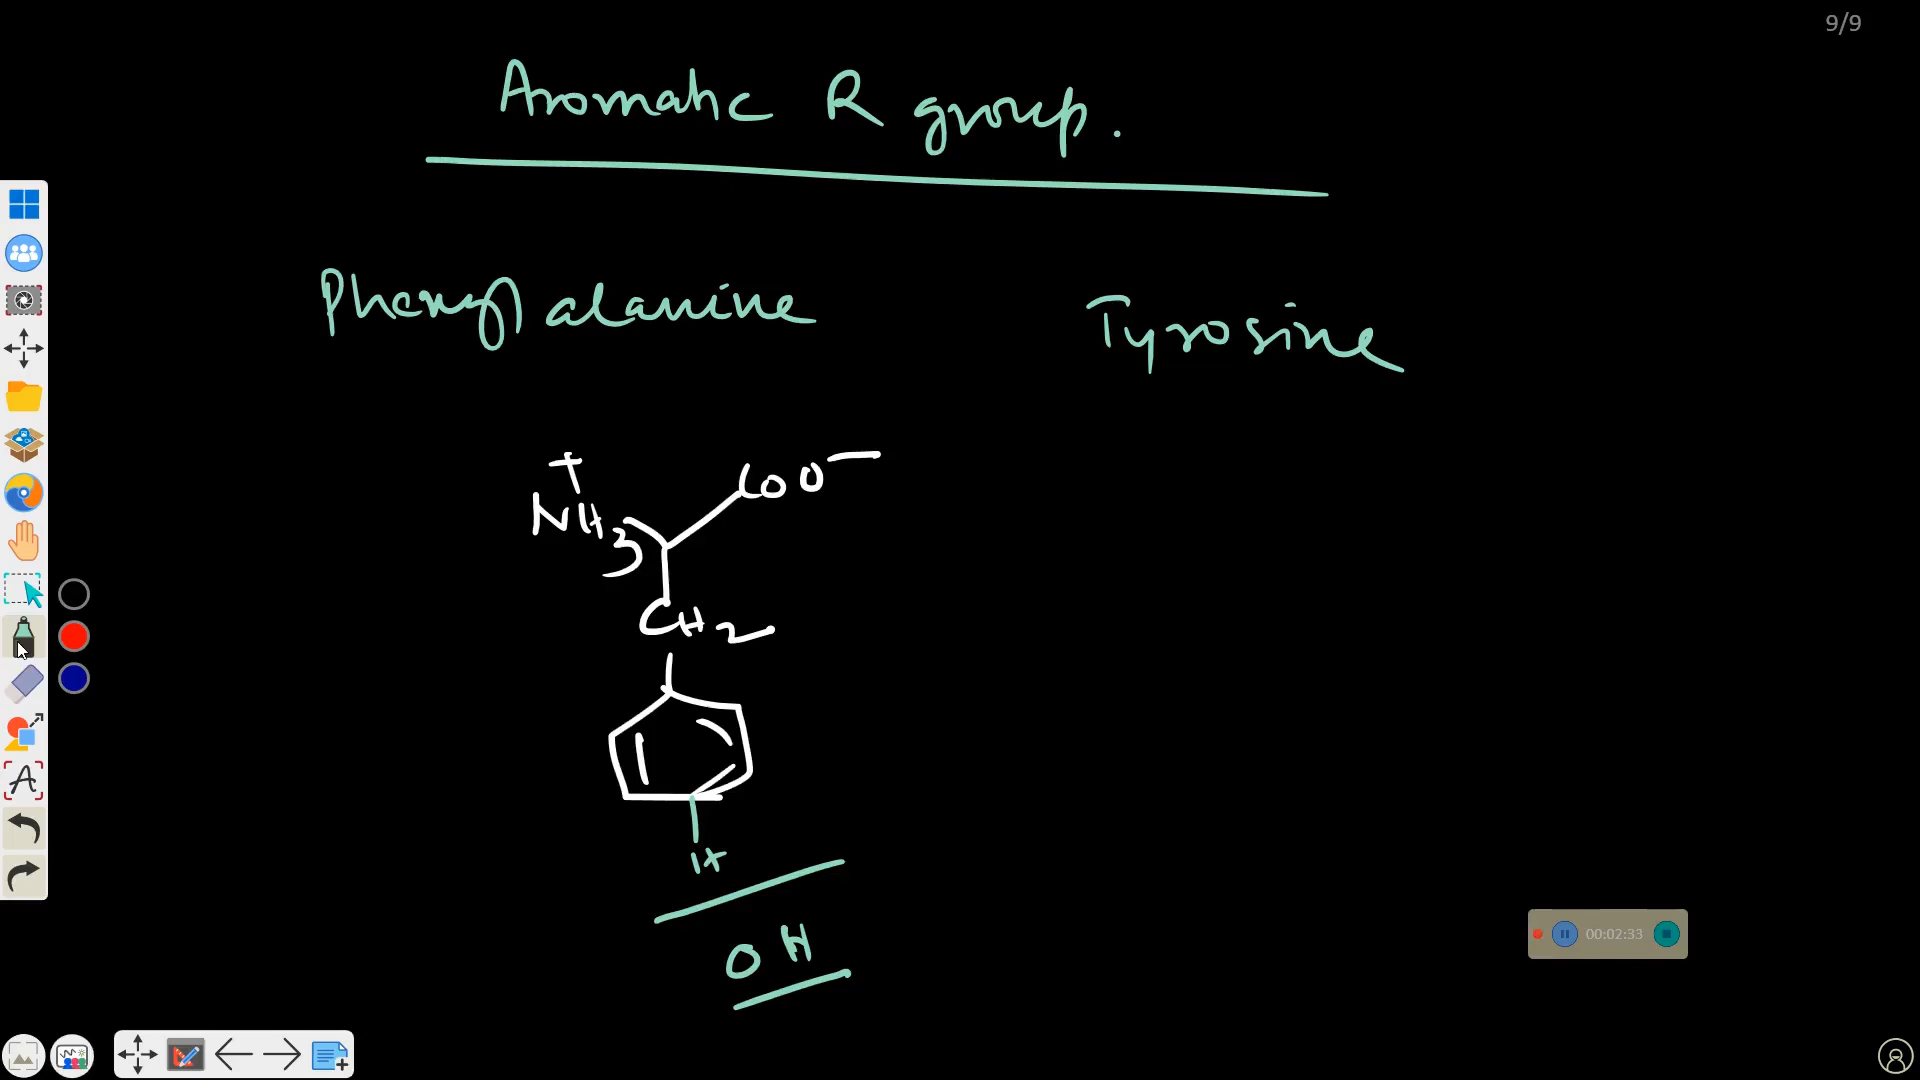 9/9
Aromatic R group.
Phenyl alanine
Tyrosine
+
NH3 COO⁻
CH2
H
OH
00:02:33